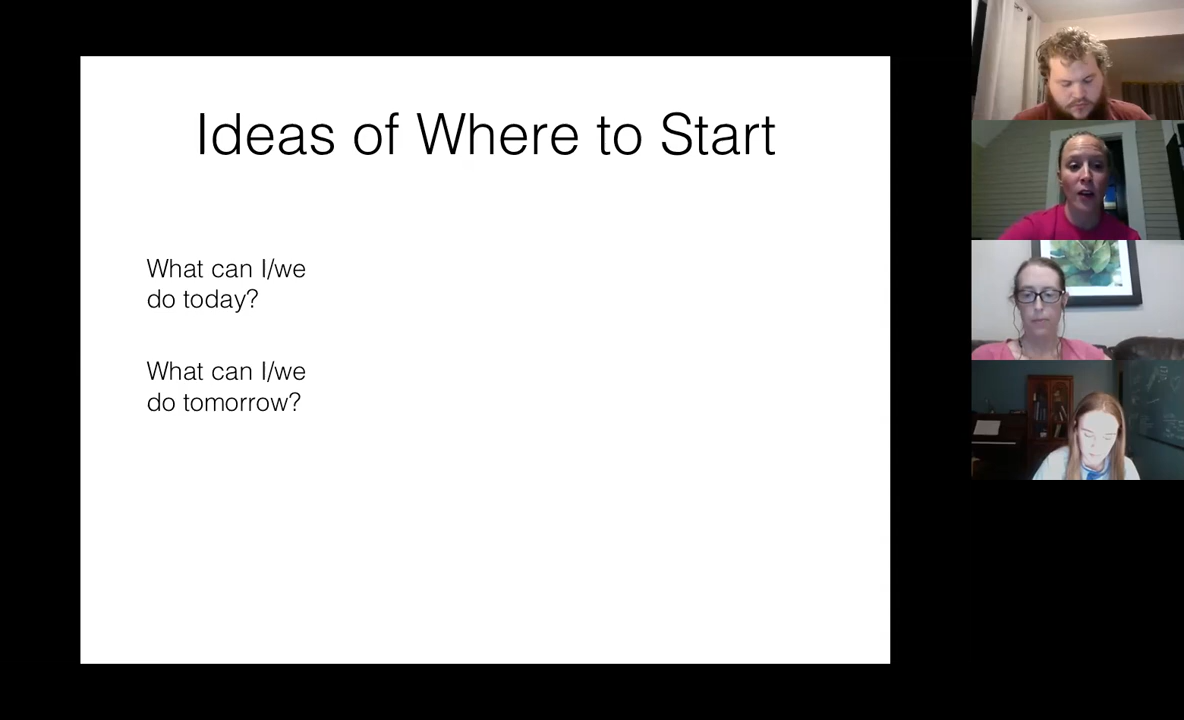 Ideas of Where to Start
What can I/we
do today?
What can I/we
do tomorrow?